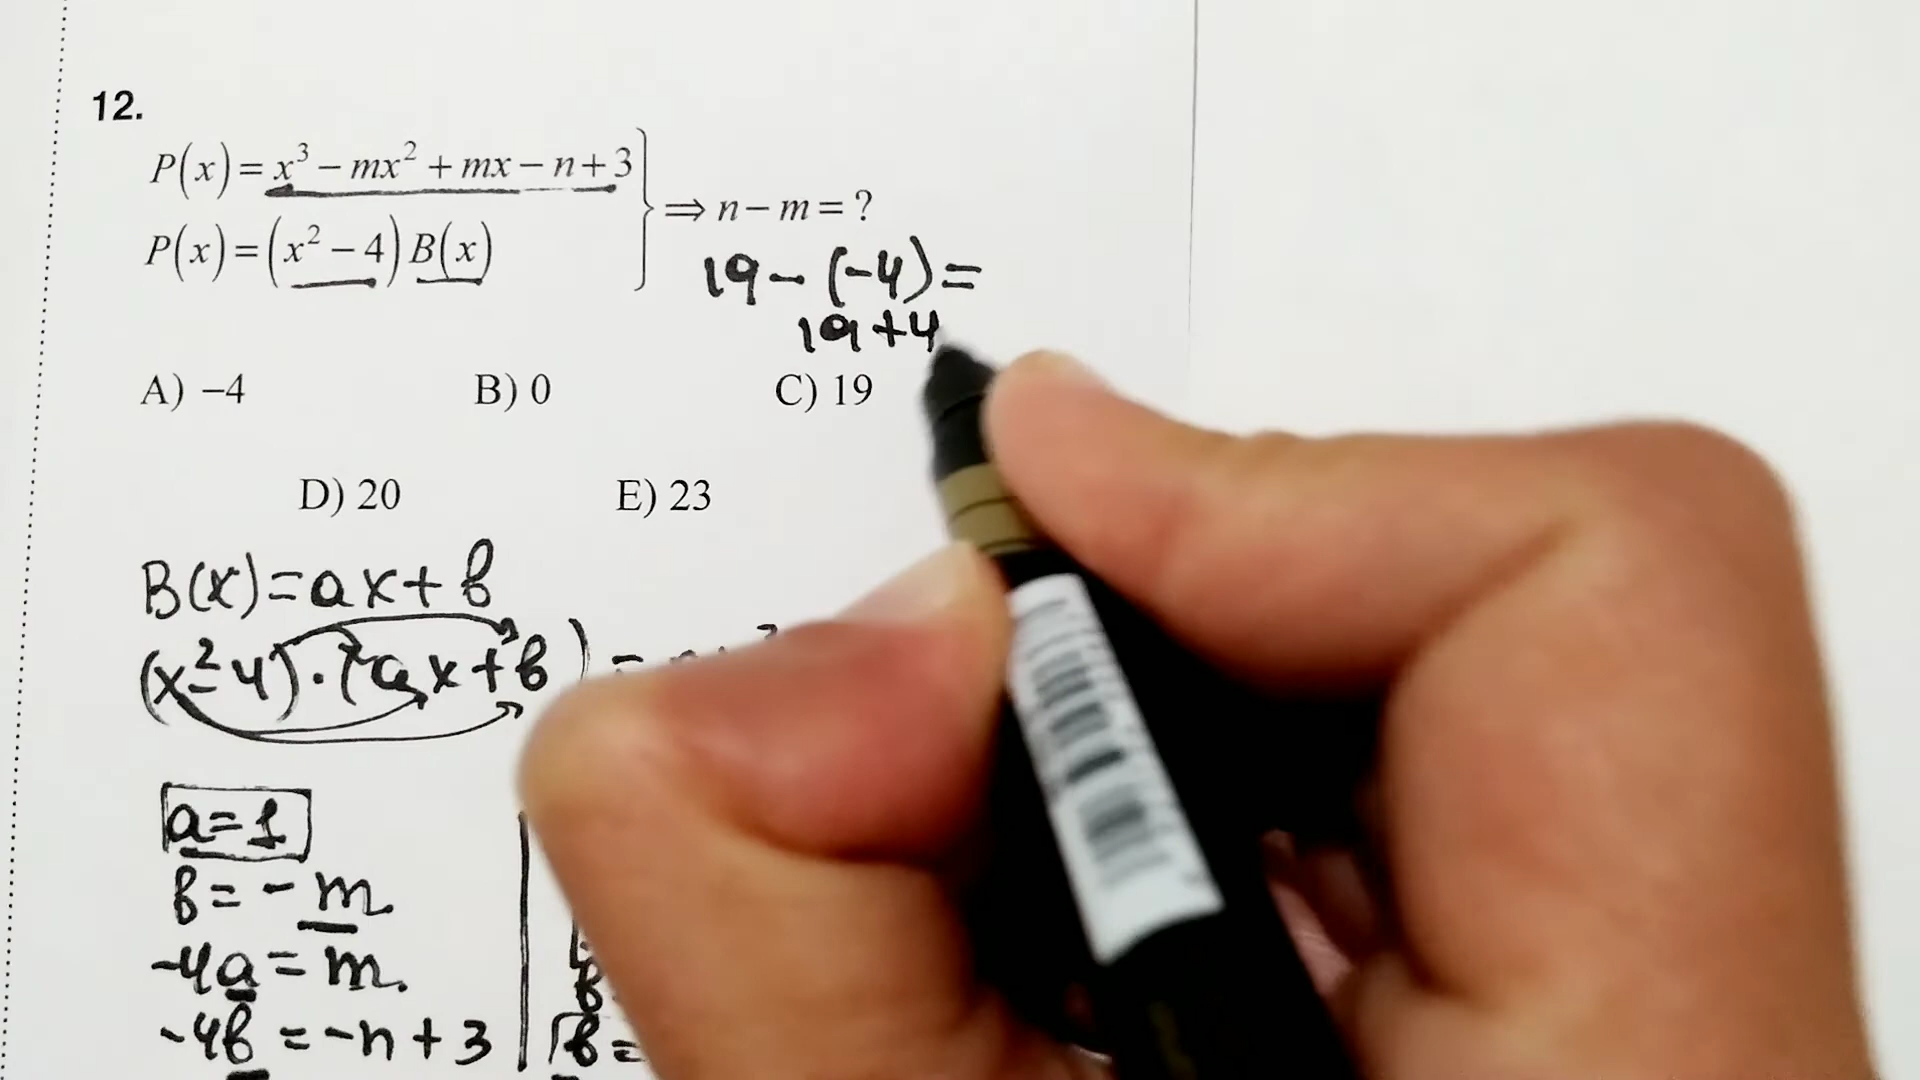 12.
P(x) = x³ − mx² + mx − n + 3
P(x) = (x² − 4) B(x)
⇒ n − m = ?
19 − (−4) =
19 + 4
A) −4
B) 0
C) 19
D) 20
E) 23
B(x) = ax + b
(x² − 4) · (ax + b) =
a = 1
b = − m
−4a = m.
−4b = −n + 3
b =